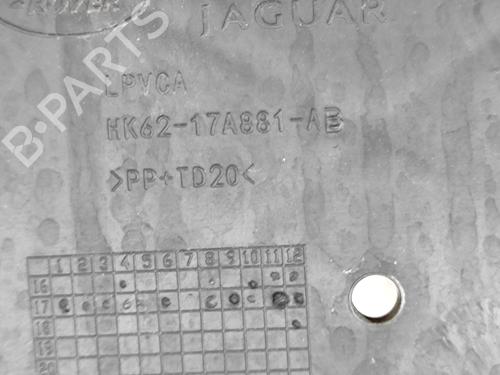 ROVER
JAGUAR
LPVCA
HK62-17A881-AB
>PP+TD20<
1 2 3 4 5 6 7 8 9 10 11 12
16
17
18
19
20
B-PARTS